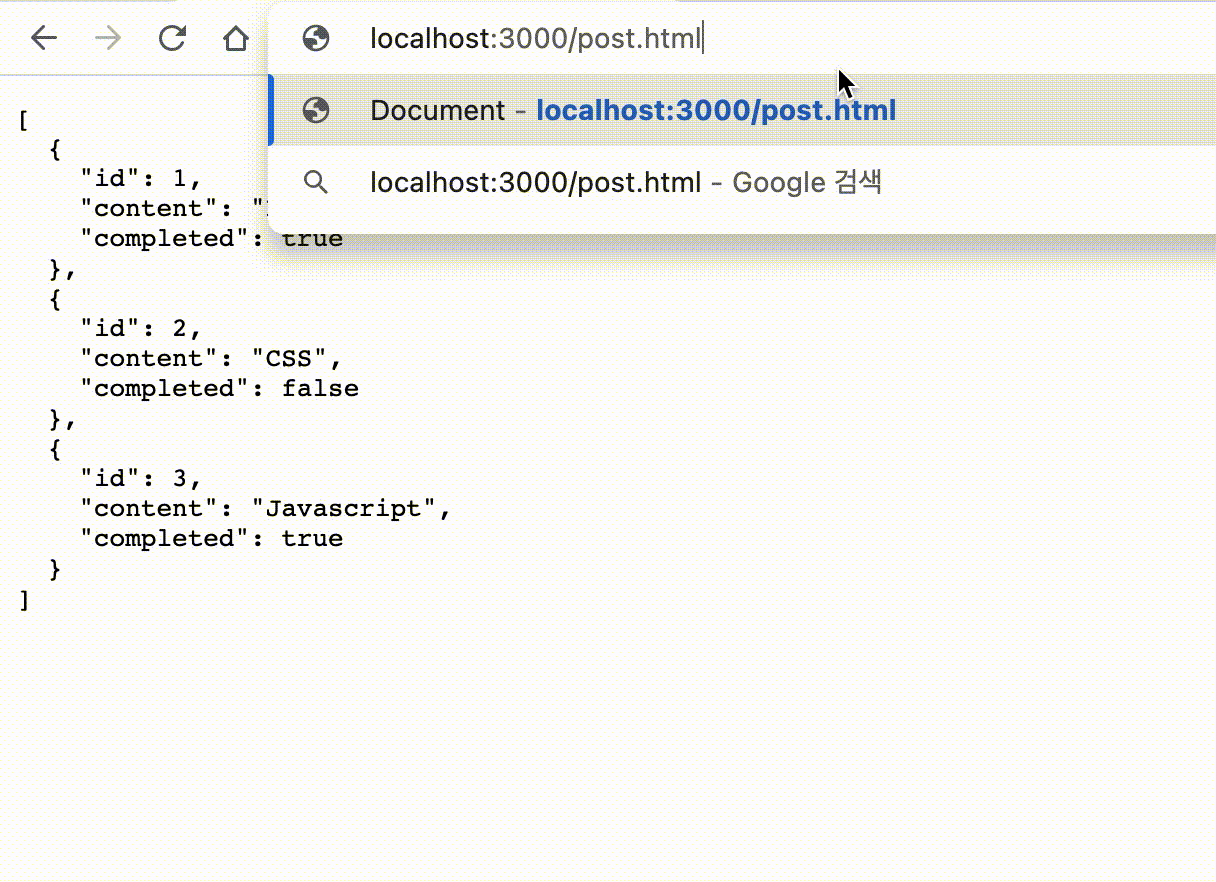 localhost:3000/post.html
Document - localhost:3000/post.html
localhost:3000/post.html - Google 검색
[
{
"id": 1,
"content": "
"completed": true
},
{
"id": 2,
"content": "CSS",
"completed": false
},
{
"id": 3,
"content": "Javascript",
"completed": true
}
]